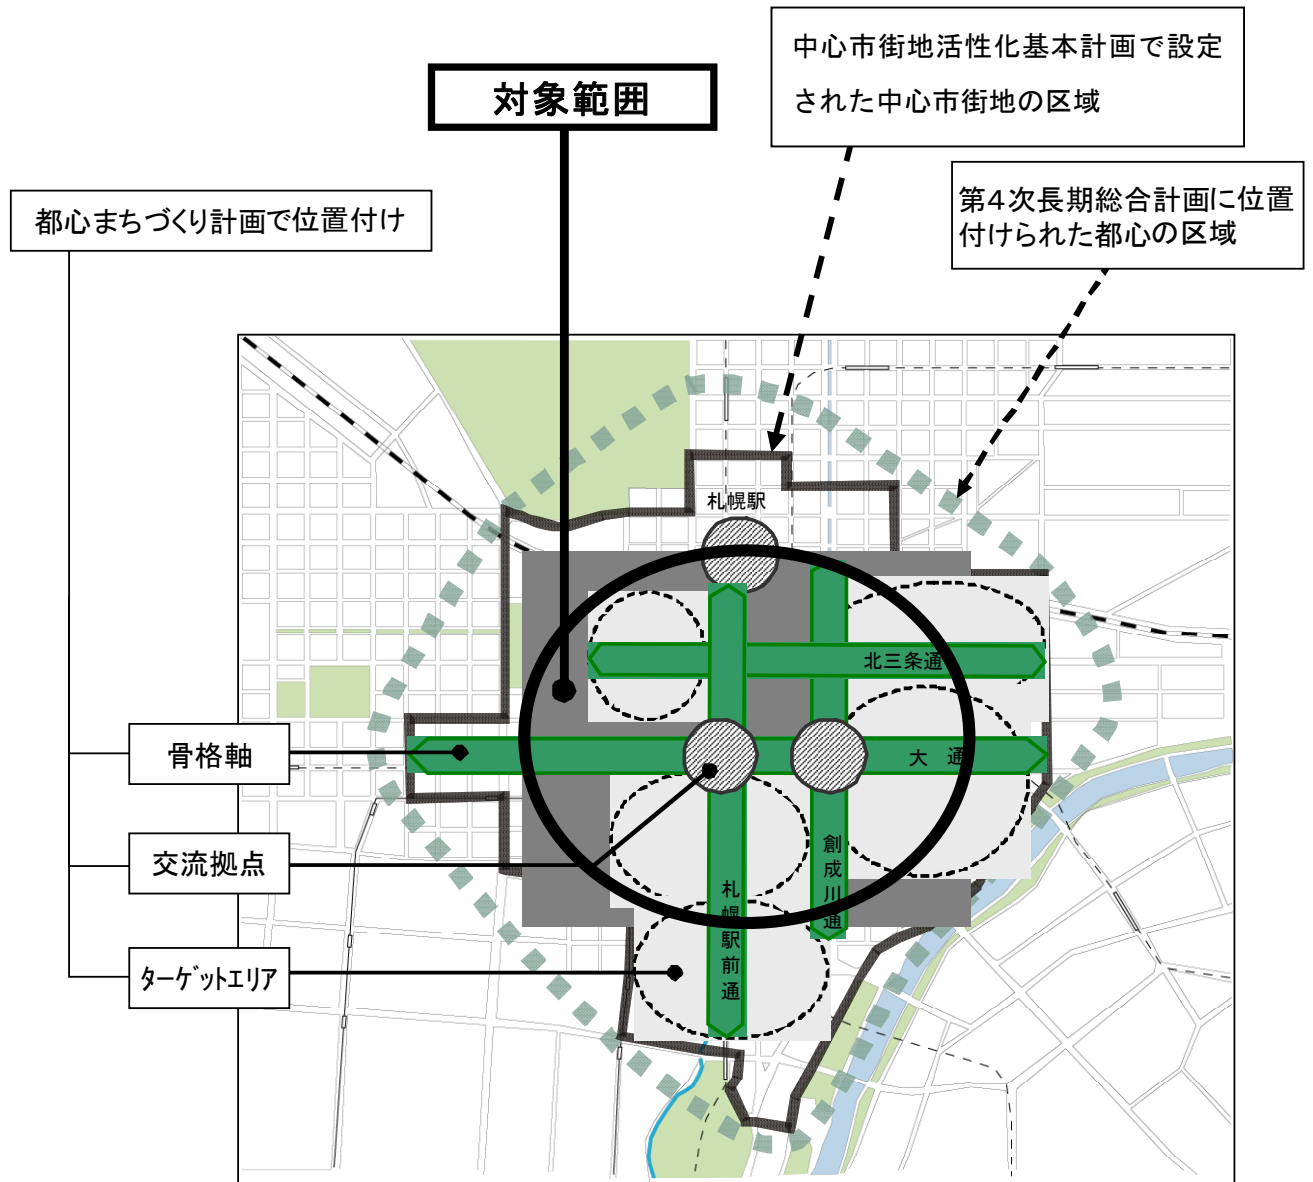 中心市街地活性化基本計画で設定
された中心市街地の区域
対象範囲
第4次長期総合計画に位置
付けられた都心の区域
都心まちづくり計画で位置付け
札幌駅
北三条通
骨格軸
大 通
交流拠点
創成川通
札幌駅前通
ターゲットエリア